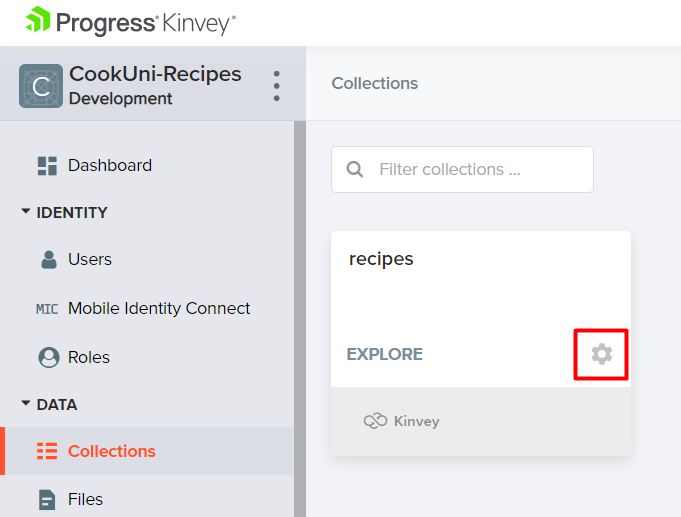 Progress® Kinvey®
C
CookUni-Recipes
Development
Dashboard
IDENTITY
Users
MIC Mobile Identity Connect
Roles
DATA
Collections
Files
Collections
Filter collections ...
recipes
EXPLORE
Kinvey